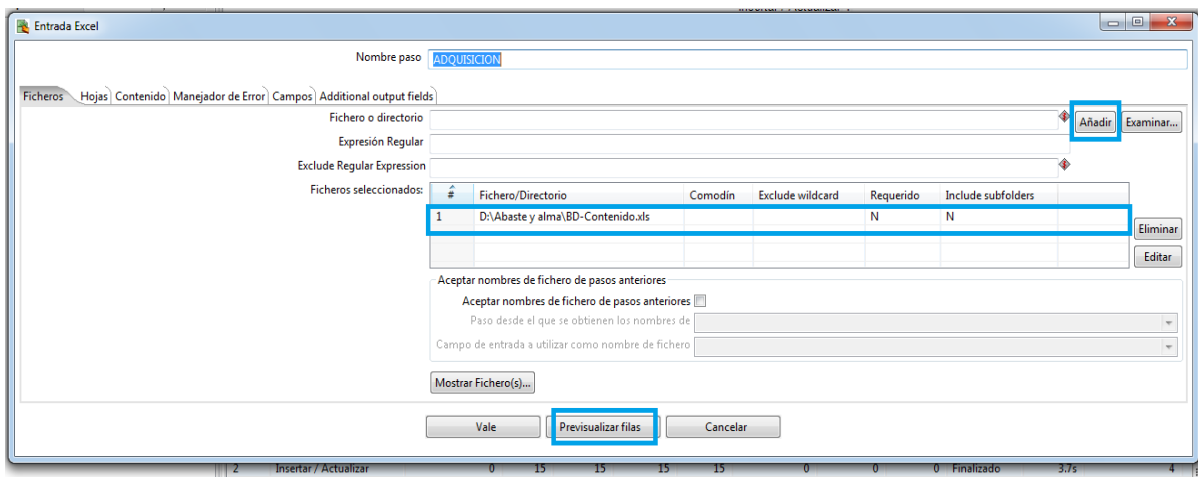 Entrada Excel
Nombre paso ADQUISICION
Ficheros Hojas Contenido Manejador de Error Campos Additional output fields
Fichero o directorio Añadir Examinar...
Expresión Regular
Exclude Regular Expression
Ficheros seleccionados: # Fichero/Directorio Comodín Exclude wildcard Requerido Include subfolders
1 D:\Abaste y alma\BD-Contenido.xls N N
Eliminar
Editar
Aceptar nombres de fichero de pasos anteriores
Aceptar nombres de fichero de pasos anteriores
Paso desde el que se obtienen los nombres de
Campo de entrada a utilizar como nombre de fichero
Mostrar Fichero(s)...
Vale Previsualizar filas Cancelar
2 Insertar / Actualizar 0 15 15 15 15 0 0 0 Finalizado 3.7s 4